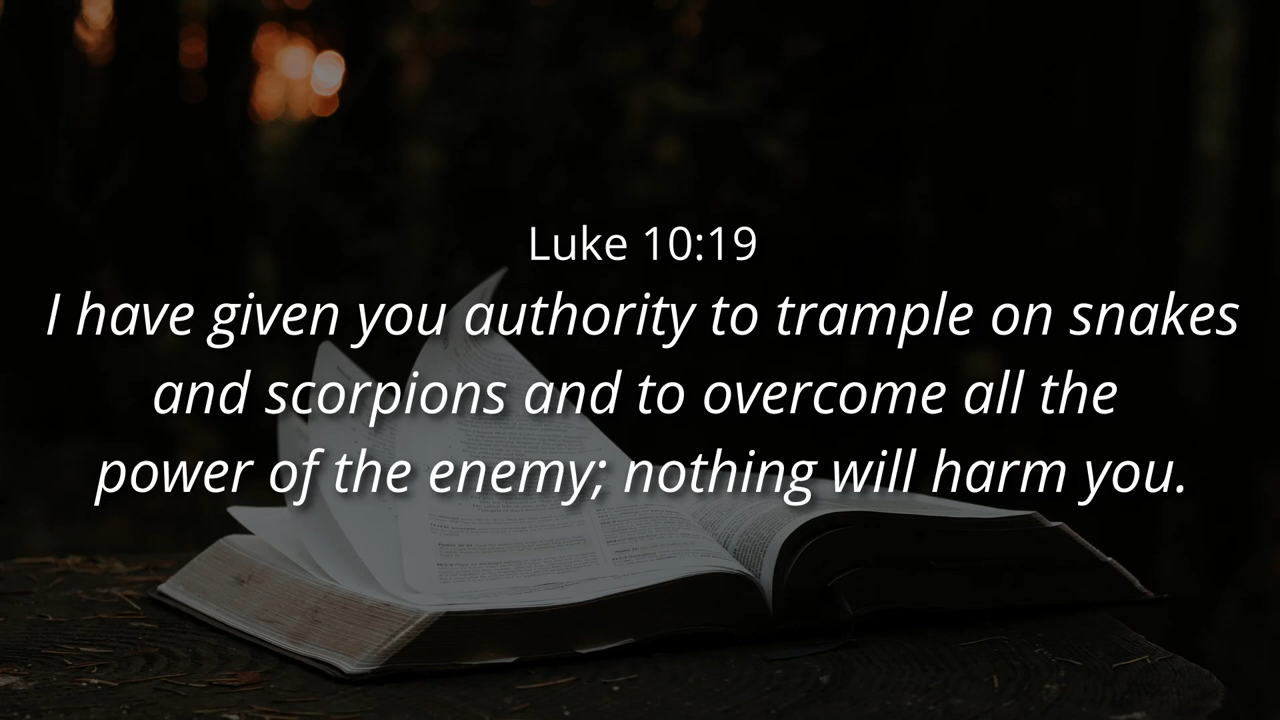 Luke 10:19
I have given you authority to trample on snakes
and scorpions and to overcome all the
power of the enemy; nothing will harm you.